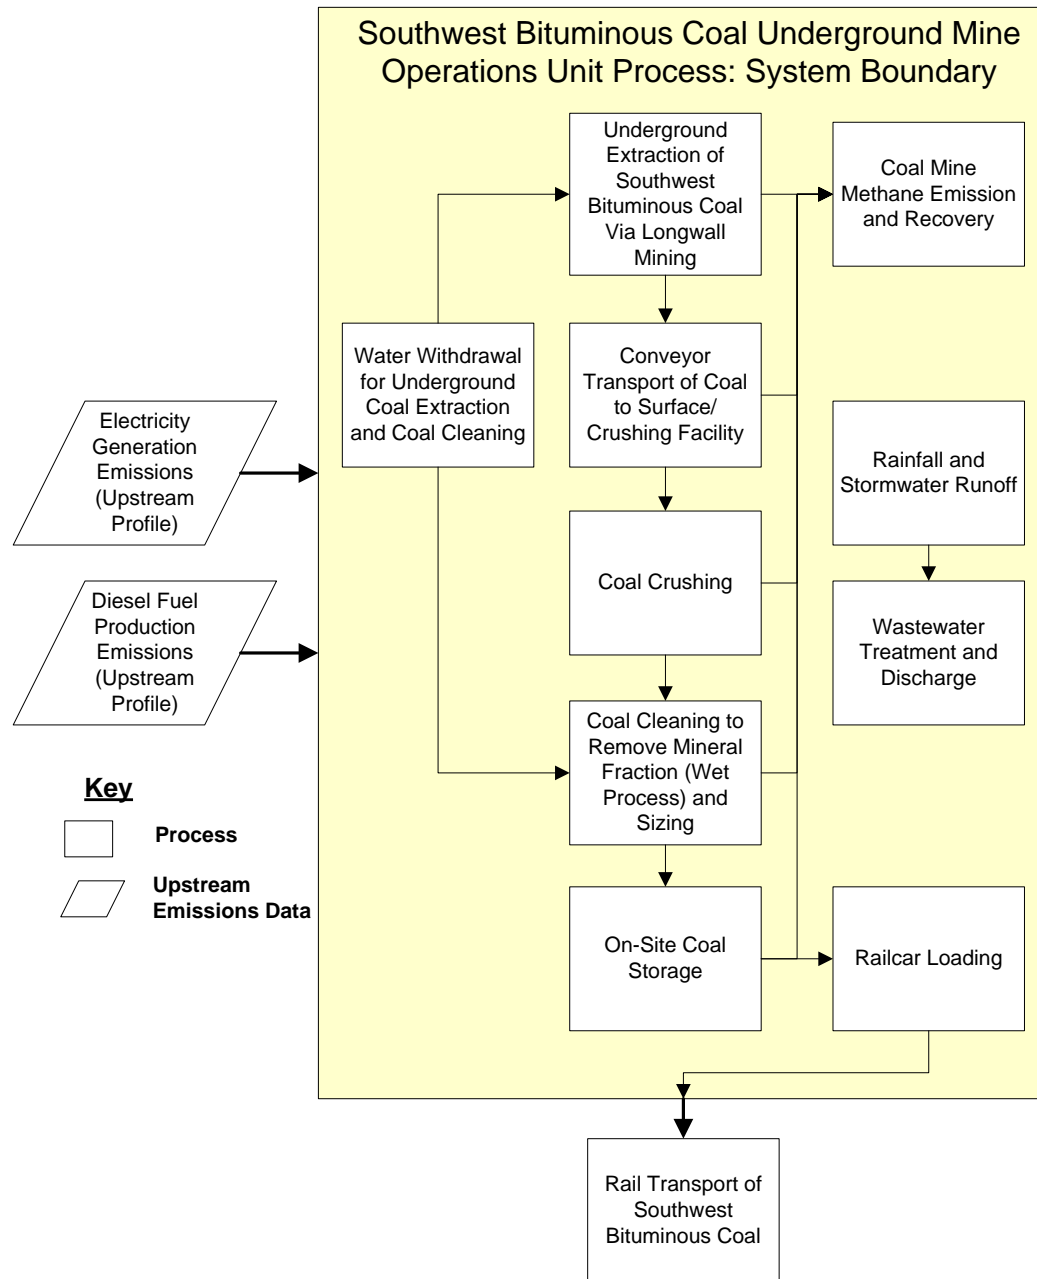 Southwest Bituminous Coal Underground Mine
Operations Unit Process: System Boundary
Underground
Extraction of
Southwest
Bituminous Coal
Via Longwall
Mining
Coal Mine
Methane Emission
and Recovery
Water Withdrawal
for Underground
Coal Extraction
and Coal Cleaning
Conveyor
Transport of Coal
to Surface/
Crushing Facility
Electricity
Generation
Emissions
(Upstream
Profile)
Rainfall and
Stormwater Runoff
Coal Crushing
Diesel Fuel
Production
Emissions
(Upstream
Profile)
Wastewater
Treatment and
Discharge
Coal Cleaning to
Remove Mineral
Fraction (Wet
Process) and
Sizing
Key
Process
Upstream
Emissions Data
On-Site Coal
Storage
Railcar Loading
Rail Transport of
Southwest
Bituminous Coal